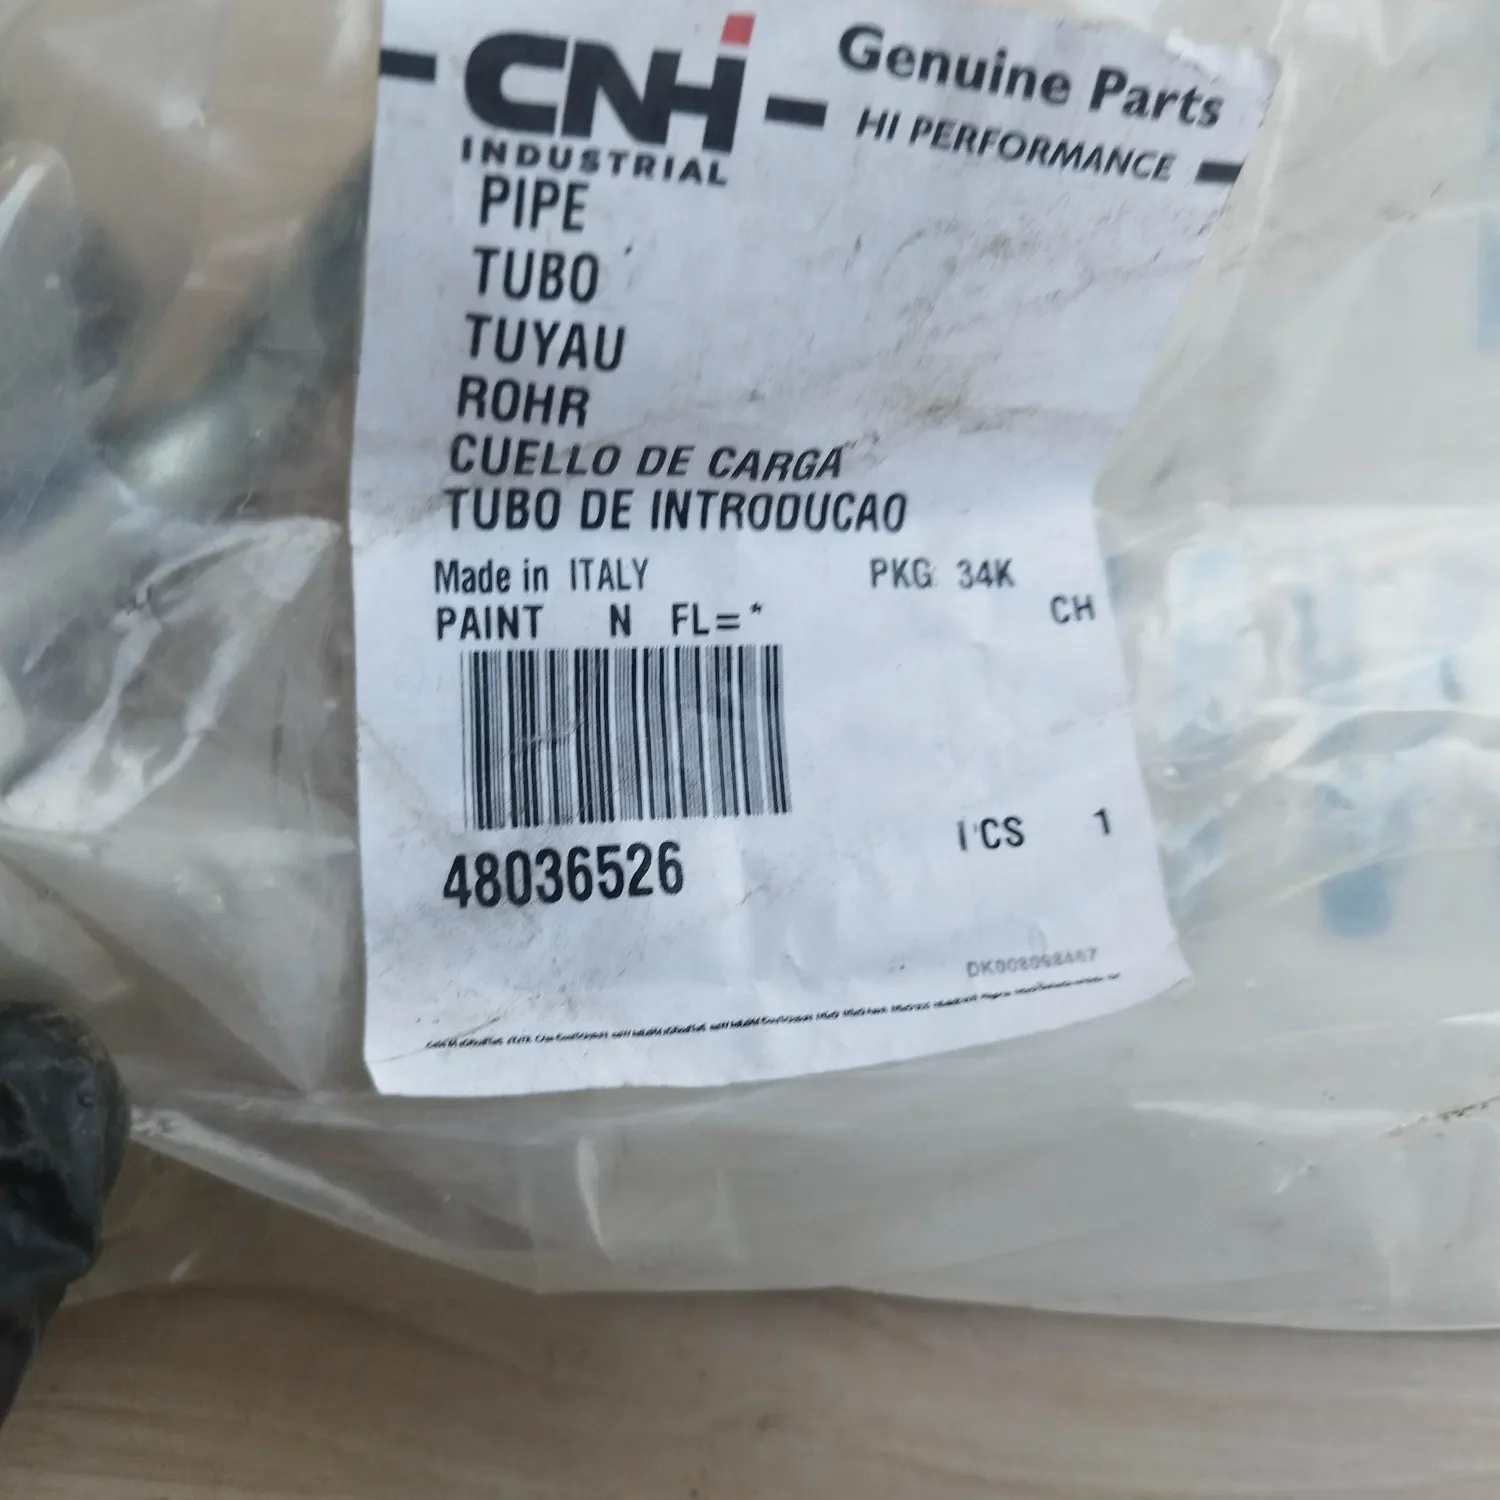 CNH
INDUSTRIAL
Genuine Parts
HI PERFORMANCE
PIPE
TUBO
TUYAU
ROHR
CUELLO DE CARGA
TUBO DE INTRODUCAO
Made in ITALY PKG 34K
PAINT N FL=* CH
48036526
PCS 1